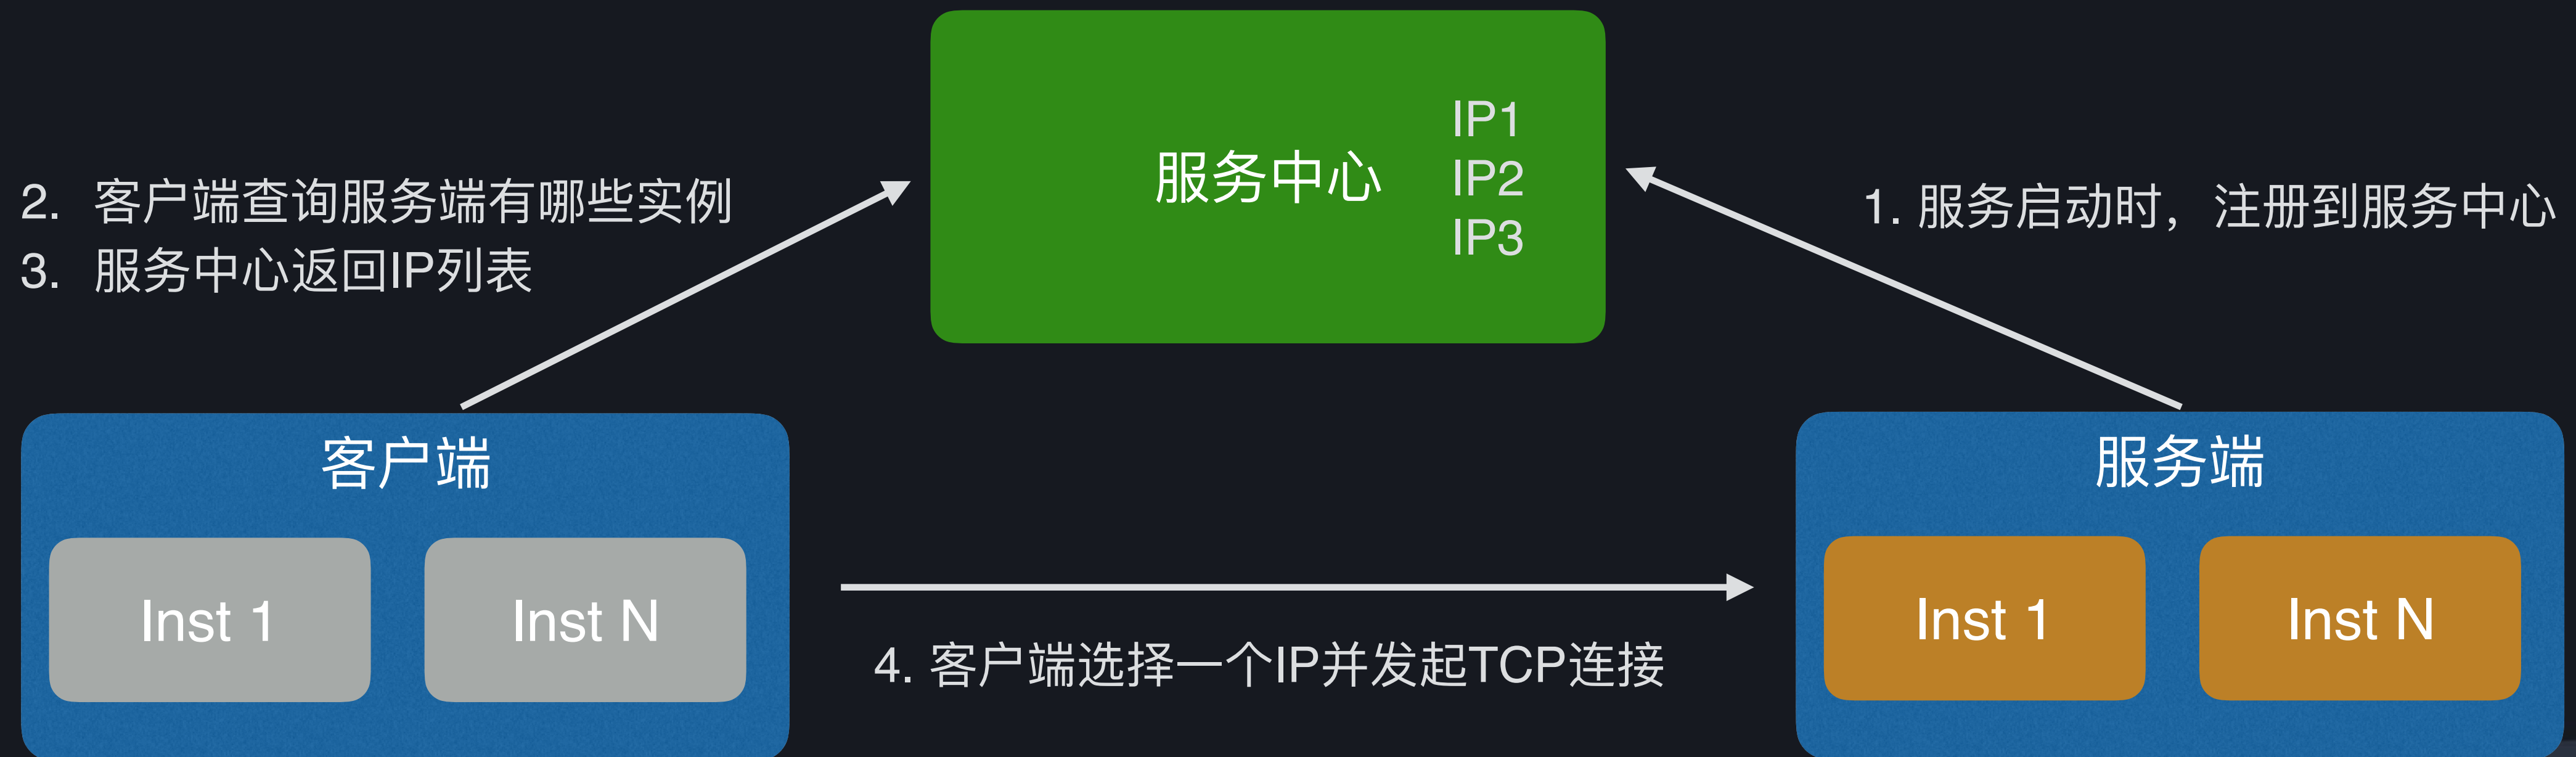 服务中心
IP1
IP2
IP3
2. 客户端查询服务端有哪些实例
3. 服务中心返回IP列表
1. 服务启动时，注册到服务中心
客户端
Inst 1
Inst N
4. 客户端选择一个IP并发起TCP连接
服务端
Inst 1
Inst N